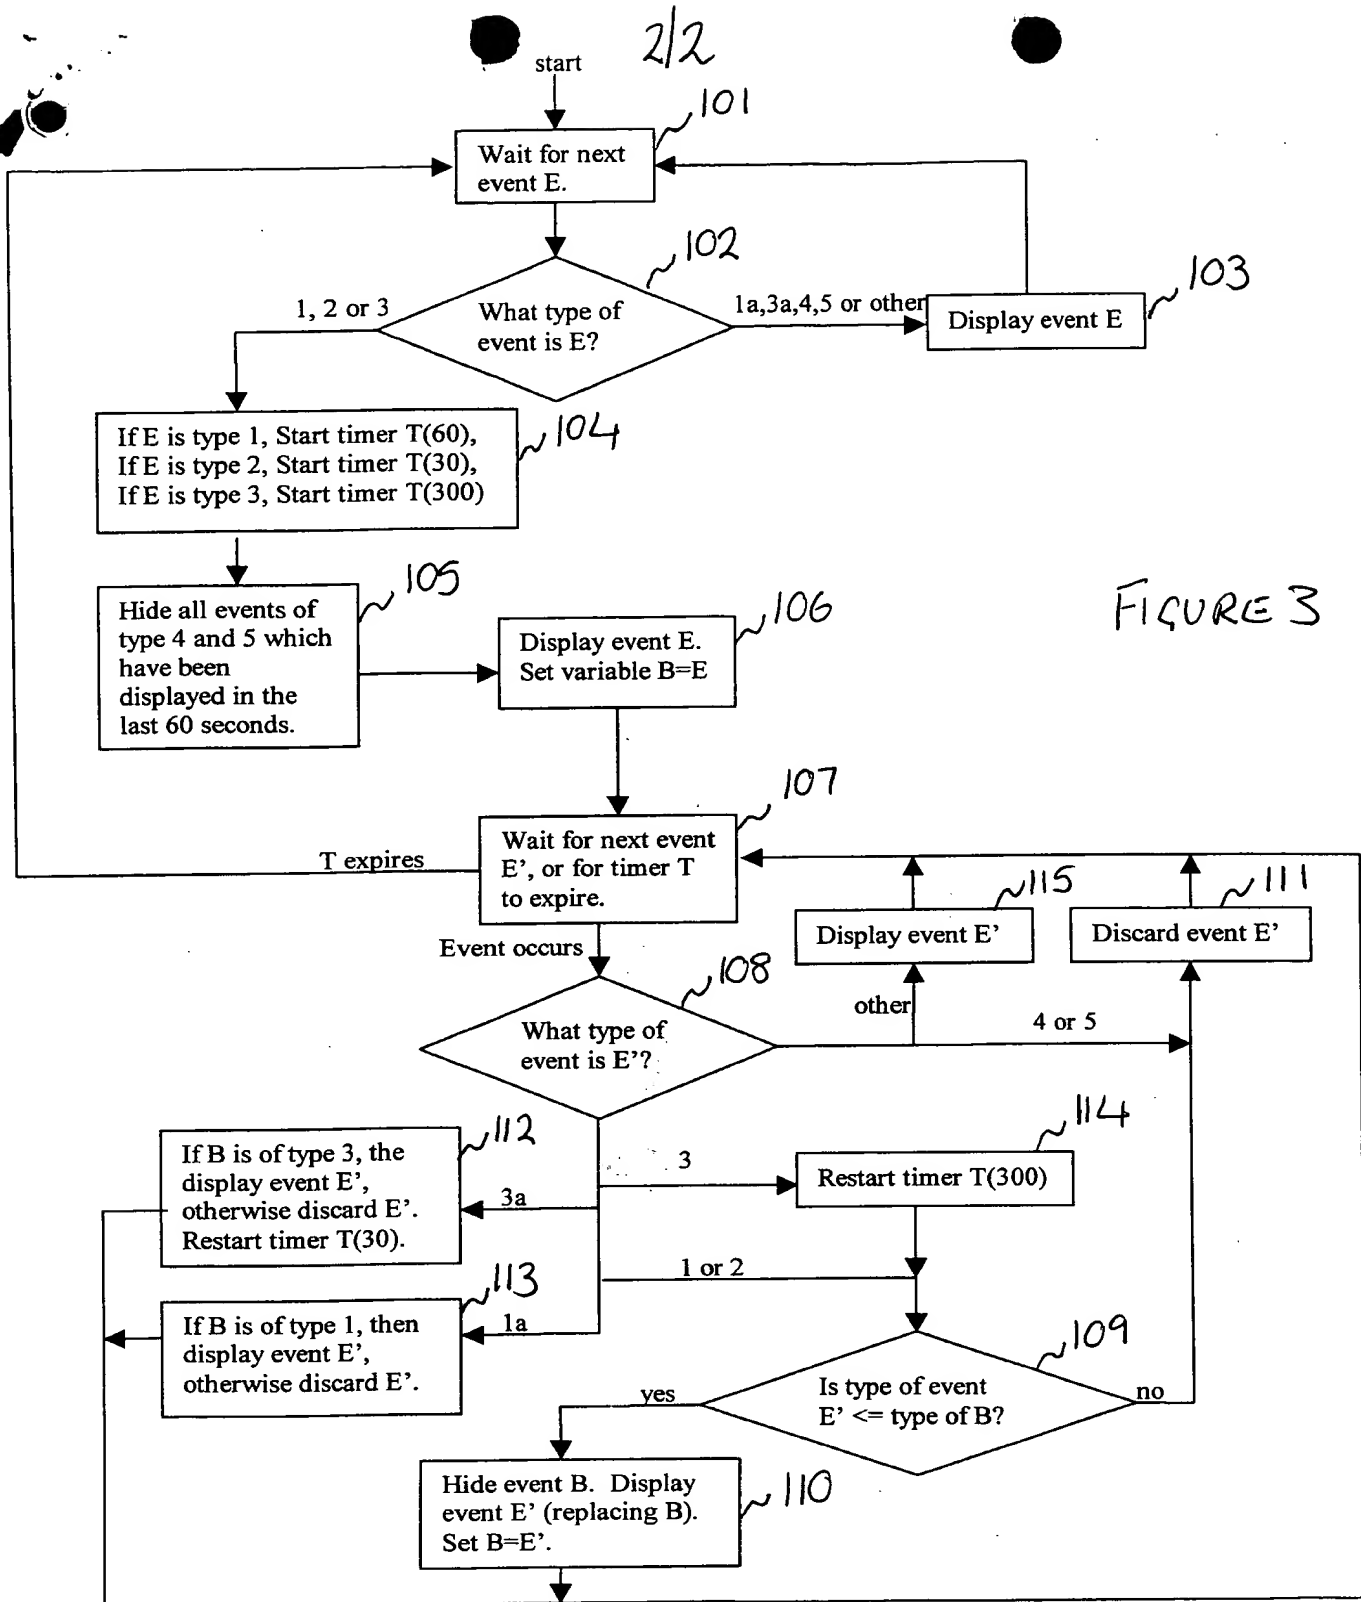 2/2
start
101
Wait for next
event E.
102
1, 2 or 3
What type of
event is E?
1a,3a,4,5 or other
103
Display event E
104
If E is type 1, Start timer T(60),
If E is type 2, Start timer T(30),
If E is type 3, Start timer T(300)
105
Hide all events of
type 4 and 5 which
have been
displayed in the
last 60 seconds.
106
Display event E.
Set variable B=E
FIGURE 3
107
Wait for next event
E’, or for timer T
to expire.
T expires
115
Display event E’
111
Discard event E’
Event occurs
108
What type of
event is E’?
other
4 or 5
112
If B is of type 3, the
display event E’,
otherwise discard E’.
Restart timer T(30).
3a
3
114
Restart timer T(300)
1 or 2
113
If B is of type 1, then
display event E’,
otherwise discard E’.
1a
109
Is type of event
E’ <= type of B?
yes
no
110
Hide event B. Display
event E’ (replacing B).
Set B=E’.